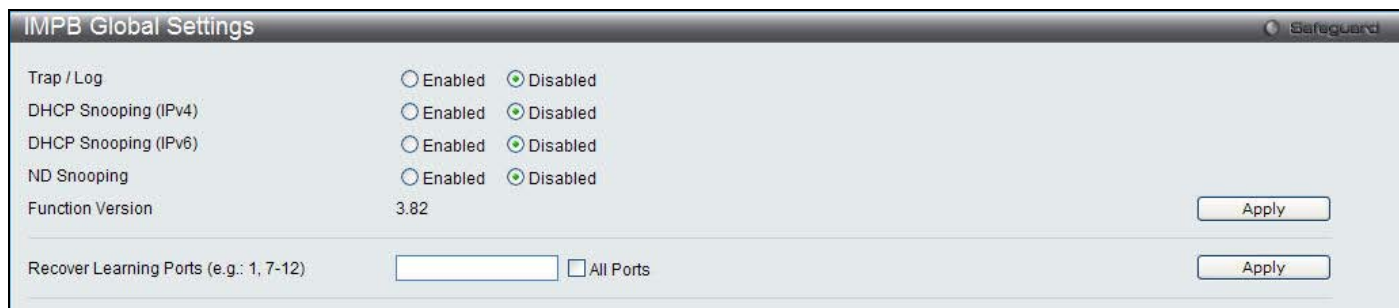 IMPB Global Settings
Safeguard
Trap / Log Enabled Disabled
DHCP Snooping (IPv4) Enabled Disabled
DHCP Snooping (IPv6) Enabled Disabled
ND Snooping Enabled Disabled
Function Version 3.82 Apply
Recover Learning Ports (e.g.: 1, 7-12) All Ports Apply